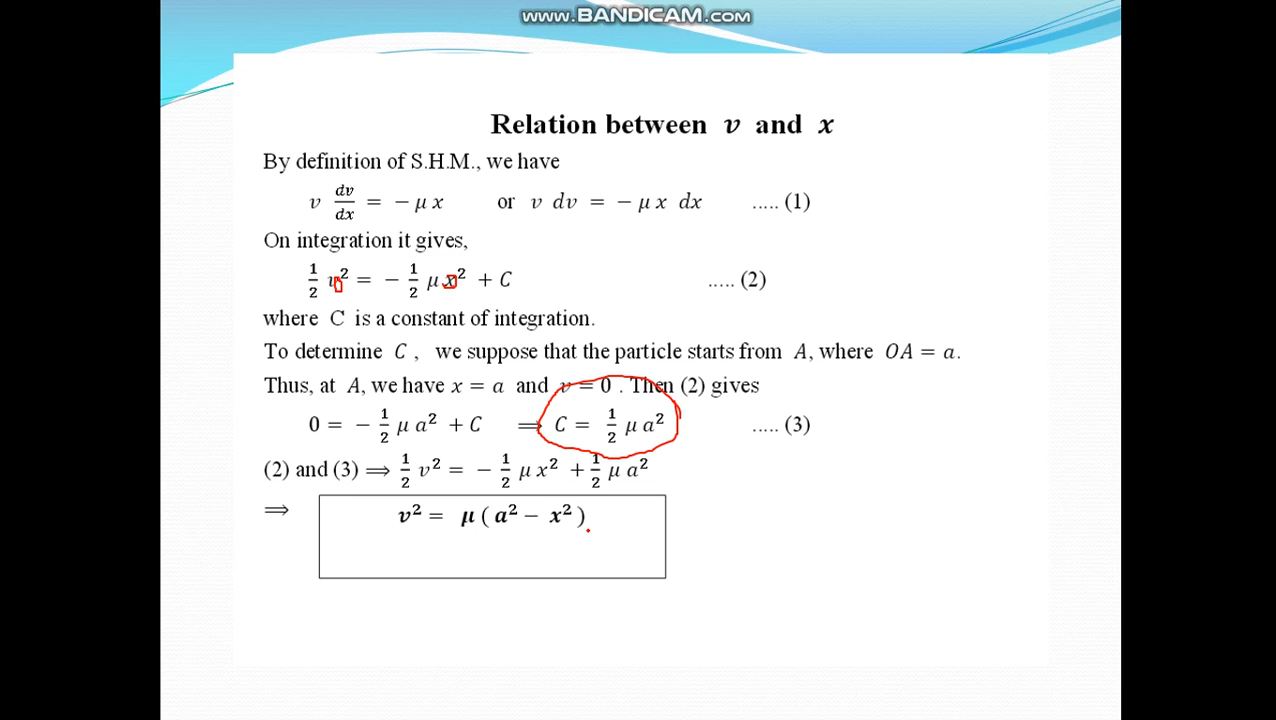 www.BANDICAM.com
Relation between v and x
By definition of S.H.M., we have
v dv/dx = − μ x or v dv = − μ x dx ..... (1)
On integration it gives,
1/2 v² = − 1/2 μ x² + C ..... (2)
where C is a constant of integration.
To determine C , we suppose that the particle starts from A, where OA = a.
Thus, at A, we have x = a and v = 0 . Then (2) gives
0 = − 1/2 μ a² + C ⟹ C = 1/2 μ a² ..... (3)
(2) and (3) ⟹ 1/2 v² = − 1/2 μ x² + 1/2 μ a²
⟹ v² = μ ( a² − x² )